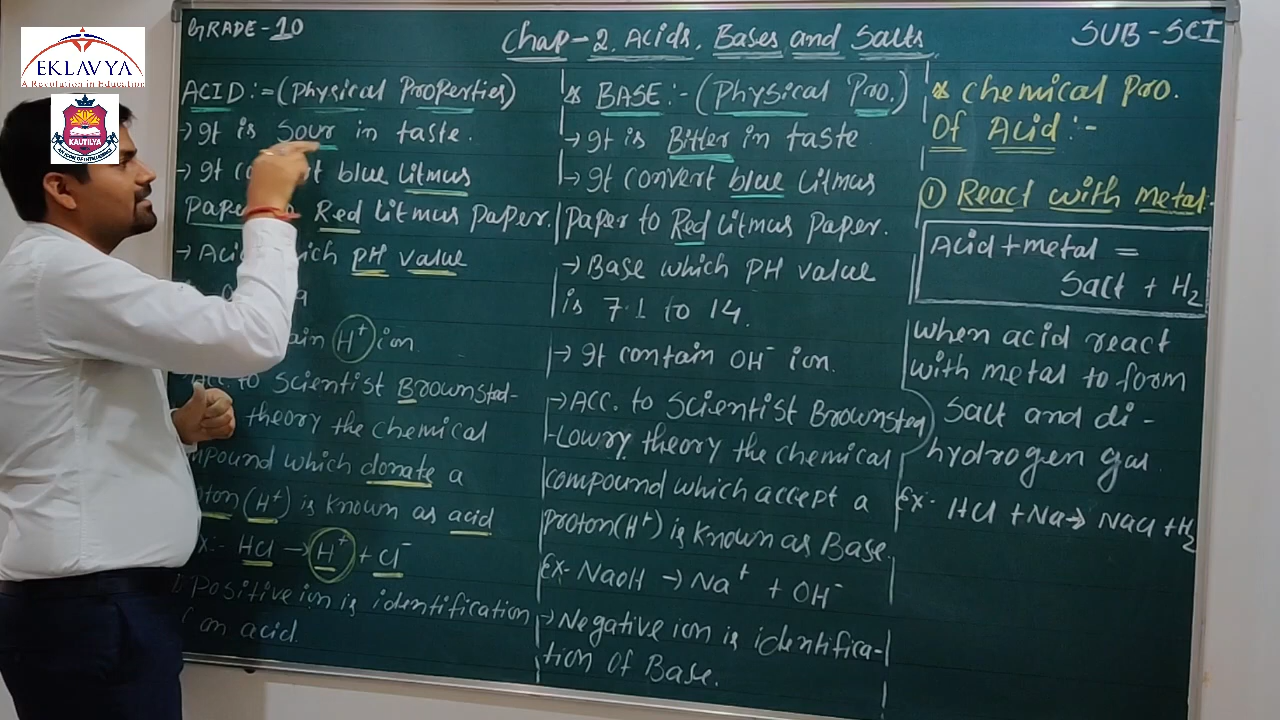 EKLAVYA
A Revolution in Education
KAUTILYA
GRADE-10
Chap-2. Acids, Bases and Salts
SUB-SCI
ACID:-(Physical Properties)
→ It is Sour in taste.
→ It blue Litmus
Red Litmus paper.
→ which pH value
H+ ion.
Acc. to Scientist Brownsted-
theory the chemical
which donate a
(H+) is known as acid
HCl → H+ + Cl-
Positive ion is identification
an acid.
* BASE:- (Physical Pro.)
→ It is Bitter in taste
→ It convert blue Litmus
paper to Red Litmus Paper.
→ Base which PH value
is 7.1 to 14.
→ It contain OH- ion.
→ Acc. to Scientist Brownsted
-Lowry theory the chemical
compound which accept a
Proton(H+) is known as Base.
Ex- NaOH → Na+ + OH-
→ Negative ion is identifica-
tion of Base.
* Chemical Pro.
Of Acid:-
① React with metal:-
Acid+metal =
Salt + H2
when acid react
with metal to form
Salt and di-
hydrogen gas.
Ex- HCl + Na → NaCl + H2